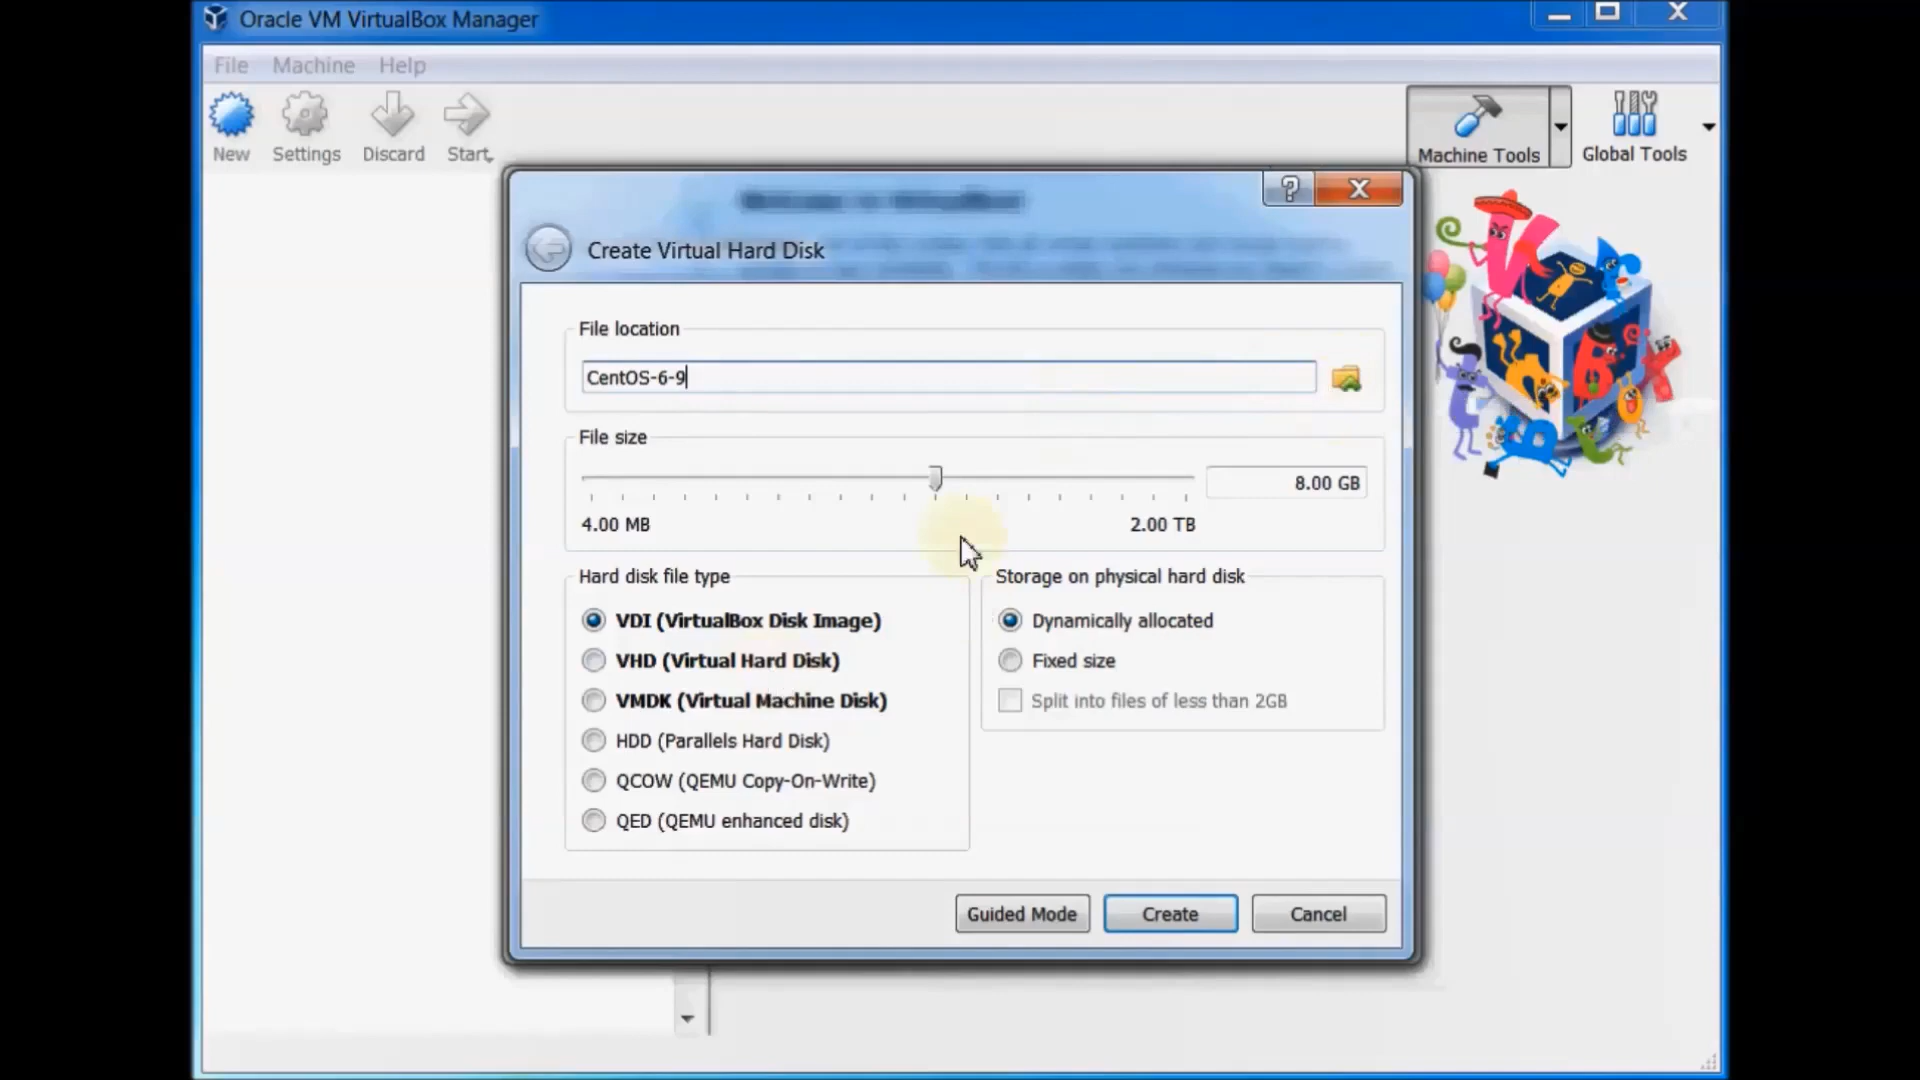 Oracle VM VirtualBox Manager
File Machine Help
New Settings Discard Start
Machine Tools Global Tools
Create Virtual Hard Disk
File location
CentOS-6-9
File size
8.00 GB
4.00 MB 2.00 TB
Hard disk file type
VDI (VirtualBox Disk Image)
VHD (Virtual Hard Disk)
VMDK (Virtual Machine Disk)
HDD (Parallels Hard Disk)
QCOW (QEMU Copy-On-Write)
QED (QEMU enhanced disk)
Storage on physical hard disk
Dynamically allocated
Fixed size
Split into files of less than 2GB
Guided Mode Create Cancel